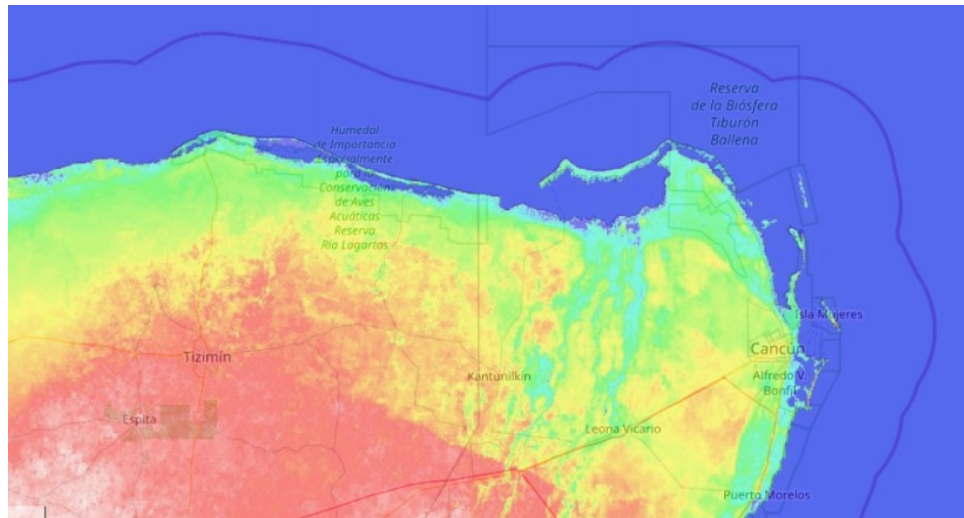 Reserva
de la Biósfera
Tiburón
Ballena
Humedal
de Importancia
Especialmente
para la
Conservación
de Aves
Acuáticas
Reserva
Ría Lagartos
Isla Mujeres
Cancún
Tizimín
Kantunilkín
Alfredo V.
Bonfil
Espita
Leona Vicario
Puerto Morelos